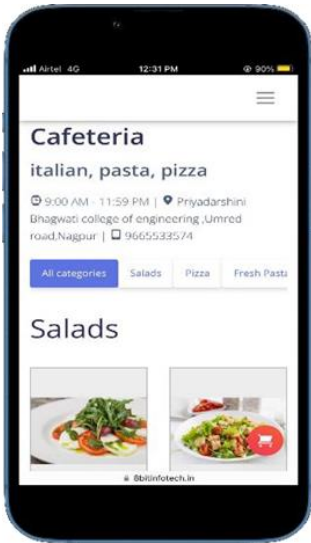 Airtel 4G 12:31 PM 90%
Cafeteria
italian, pasta, pizza
9:00 AM - 11:59 PM | Priyadarshini
Bhagwati college of engineering ,Umred
road,Nagpur | 9665533574
All categories Salads Pizza Fresh Pasta
Salads
8bitinfotech.in